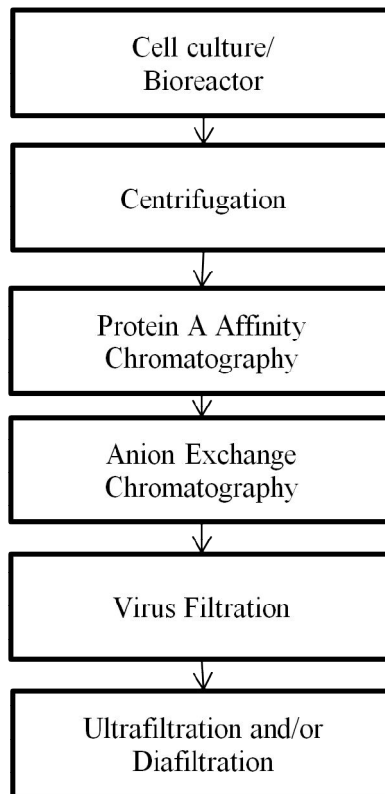 Cell culture/
Bioreactor
Centrifugation
Protein A Affinity
Chromatography
Anion Exchange
Chromatography
Virus Filtration
Ultrafiltration and/or
Diafiltration